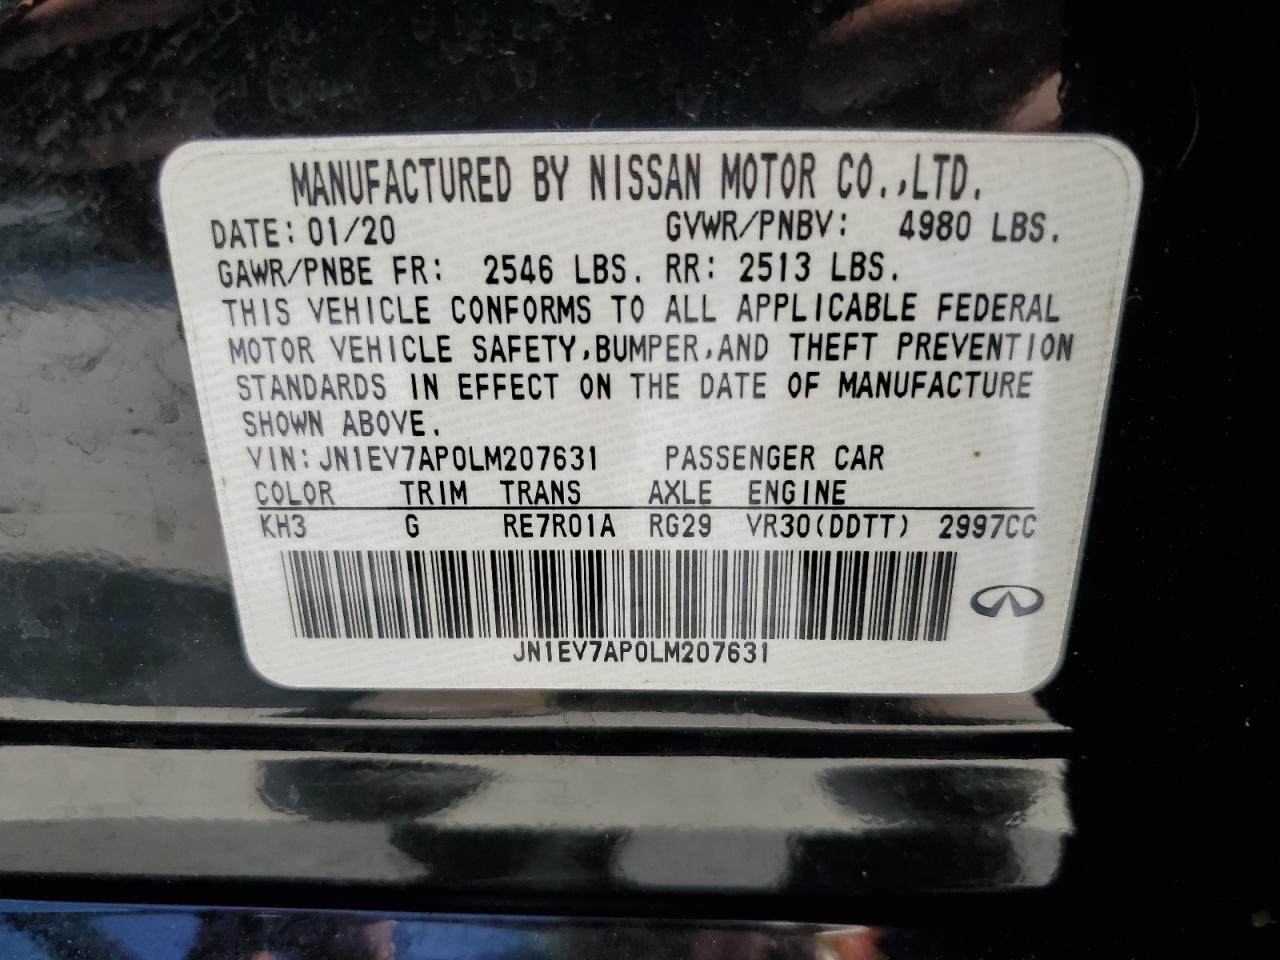 MANUFACTURED BY NISSAN MOTOR CO.,LTD.
DATE: 01/20 GVWR/PNBV: 4980 LBS.
GAWR/PNBE FR: 2546 LBS. RR: 2513 LBS.
THIS VEHICLE CONFORMS TO ALL APPLICABLE FEDERAL
MOTOR VEHICLE SAFETY,BUMPER,AND THEFT PREVENTION
STANDARDS IN EFFECT ON THE DATE OF MANUFACTURE
SHOWN ABOVE.
VIN: JN1EV7AP0LM207631 PASSENGER CAR
COLOR TRIM TRANS AXLE ENGINE
KH3 G RE7R01A RG29 VR30(DDTT) 2997CC
JN1EV7AP0LM207631